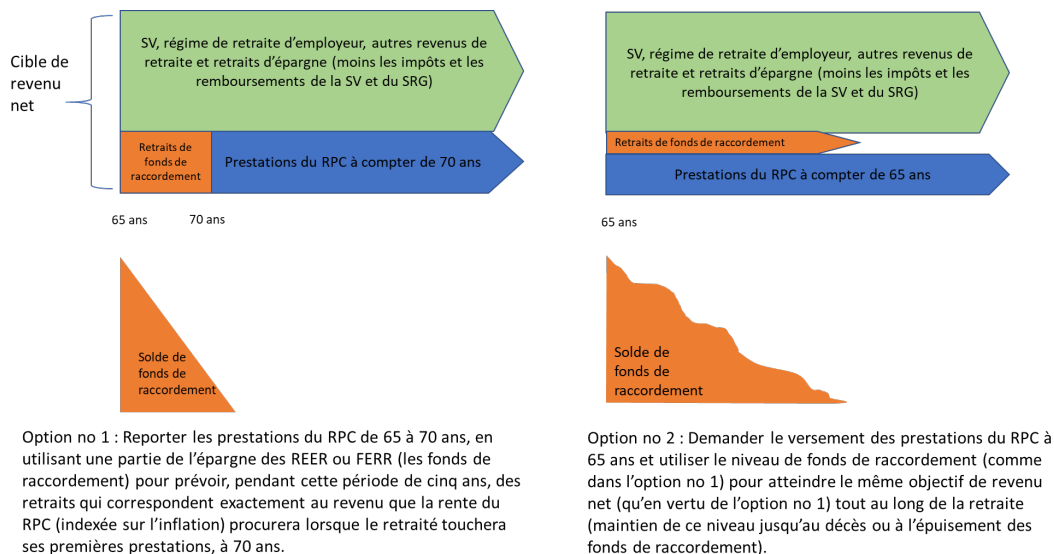 Cible de
revenu
net
SV, régime de retraite d’employeur, autres revenus de
retraite et retraits d’épargne (moins les impôts et les
remboursements de la SV et du SRG)
Retraits de
fonds de
raccordement
Prestations du RPC à compter de 70 ans
65 ans
70 ans
Solde de
fonds de
raccordement
Option no 1 : Reporter les prestations du RPC de 65 à 70 ans, en
utilisant une partie de l’épargne des REER ou FERR (les fonds de
raccordement) pour prévoir, pendant cette période de cinq ans, des
retraits qui correspondent exactement au revenu que la rente du
RPC (indexée sur l’inflation) procurera lorsque le retraité touchera
ses premières prestations, à 70 ans.
SV, régime de retraite d’employeur, autres revenus de
retraite et retraits d’épargne (moins les impôts et les
remboursements de la SV et du SRG)
Retraits de fonds de raccordement
Prestations du RPC à compter de 65 ans
65 ans
Solde de
fonds de
raccordement
Option no 2 : Demander le versement des prestations du RPC à
65 ans et utiliser le niveau de fonds de raccordement (comme
dans l’option no 1) pour atteindre le même objectif de revenu
net (qu’en vertu de l’option no 1) tout au long de la retraite
(maintien de ce niveau jusqu’au décès ou à l’épuisement des
fonds de raccordement).